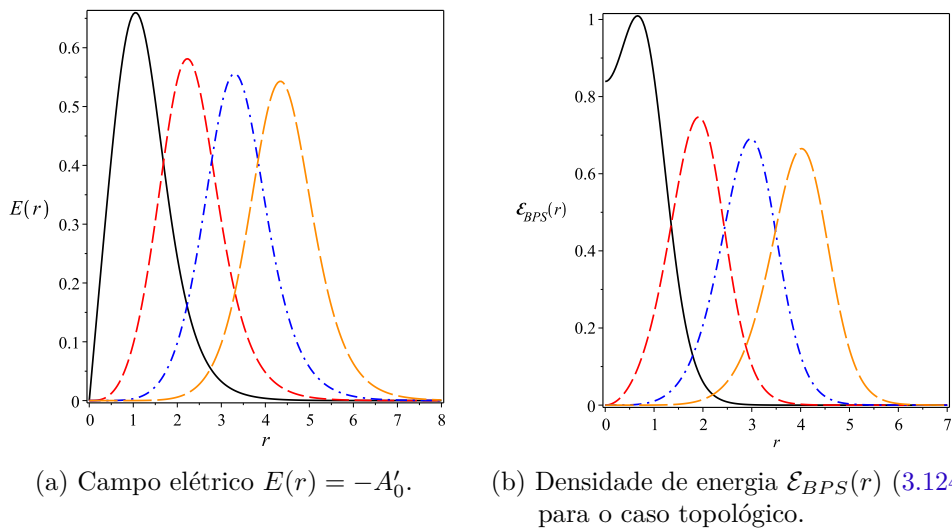 0.6
0.5
0.4
E(r)
0.3
0.2
0.1
0
0 1 2 3 4 5 6 7 8
r
(a) Campo elétrico E(r) = −A′₀.
1
0.8
0.6
ℰ_BPS(r)
0.4
0.2
0
0 1 2 3 4 5 6 7
r
(b) Densidade de energia ℰ_BPS(r) (3.124
para o caso topológico.